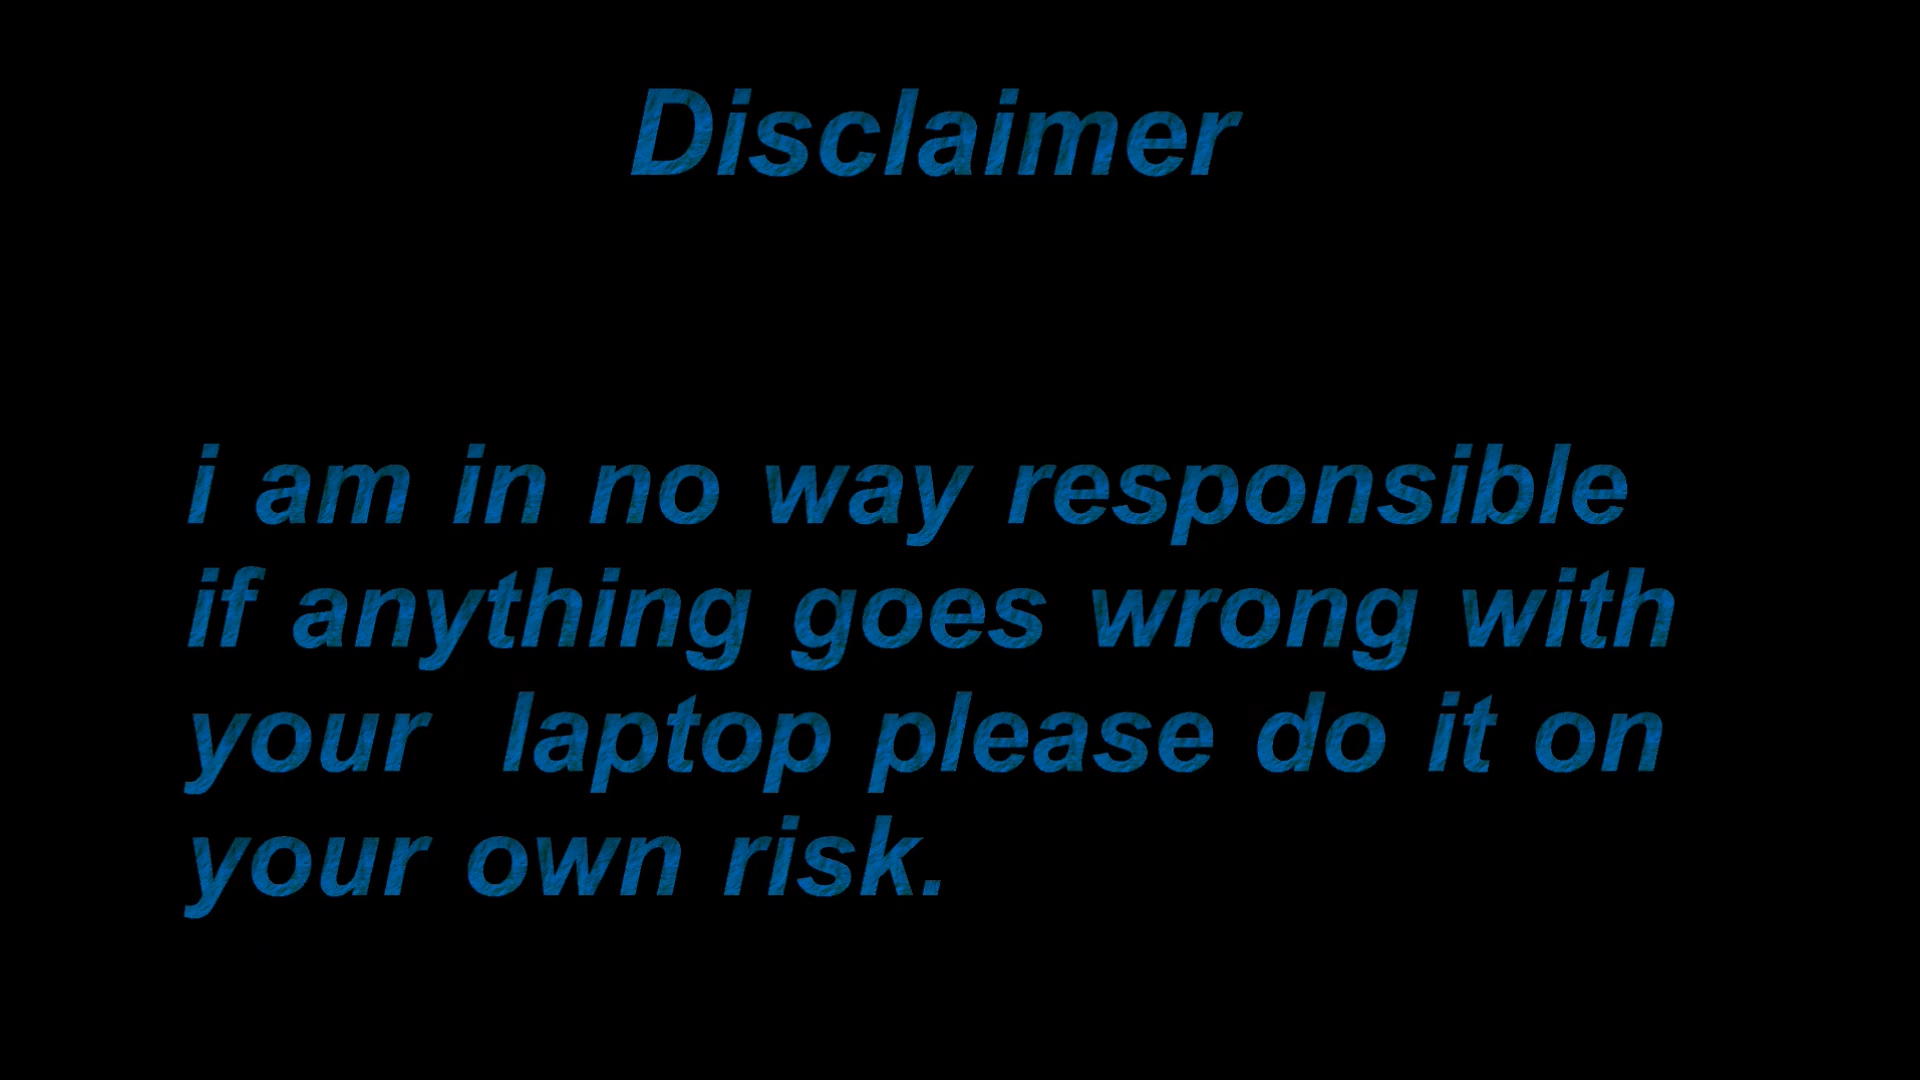 Disclaimer
i am in no way responsible
if anything goes wrong with
your  laptop please do it on
your own risk.